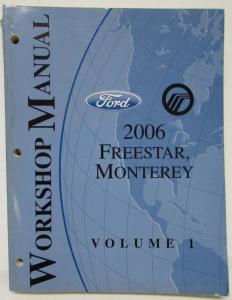 WORKSHOP MANUAL
Ford
2006
FREESTAR,
MONTEREY
VOLUME 1